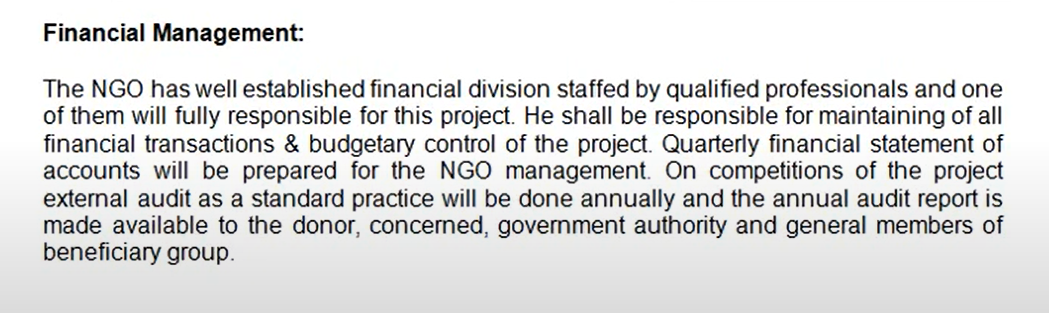 Financial Management:
The NGO has well established financial division staffed by qualified professionals and one
of them will fully responsible for this project. He shall be responsible for maintaining of all
financial transactions & budgetary control of the project. Quarterly financial statement of
accounts will be prepared for the NGO management. On competitions of the project
external audit as a standard practice will be done annually and the annual audit report is
made available to the donor, concerned, government authority and general members of
beneficiary group.